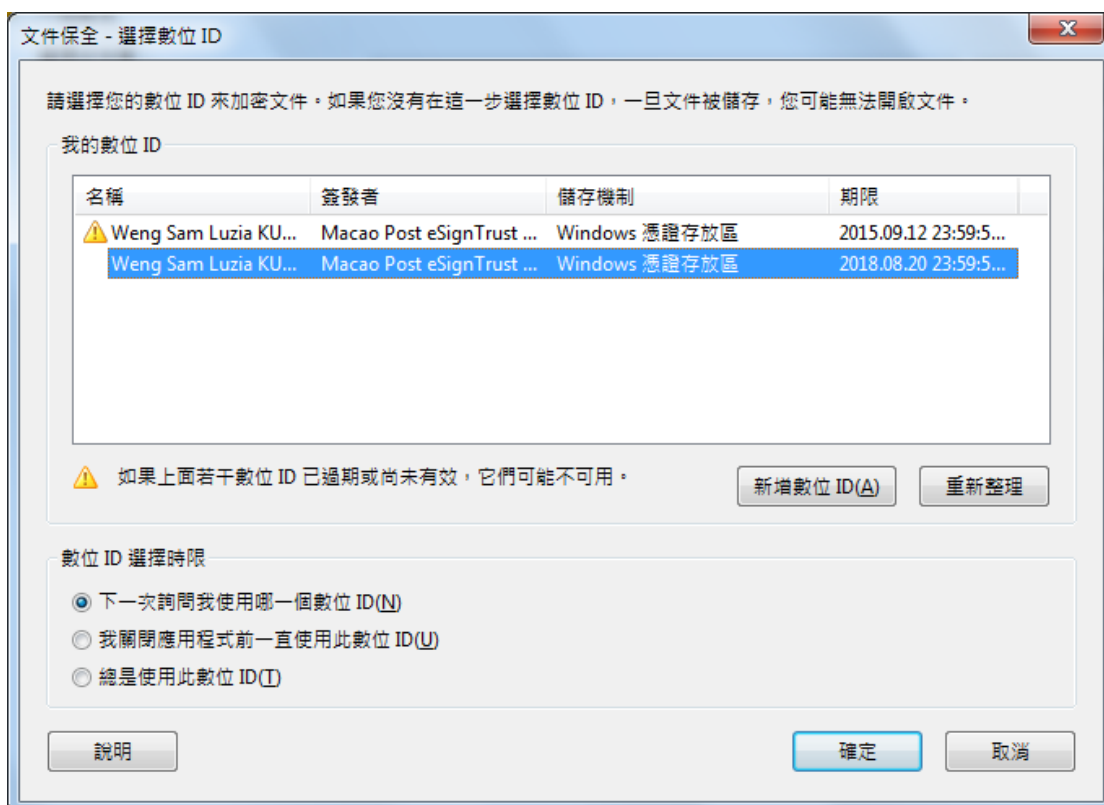 文件保全 - 選擇數位 ID
請選擇您的數位 ID 來加密文件。如果您沒有在這一步選擇數位 ID，一旦文件被儲存，您可能無法開啟文件。
我的數位 ID
名稱 簽發者 儲存機制 期限
Weng Sam Luzia KU... Macao Post eSignTrust ... Windows 憑證存放區 2015.09.12 23:59:5...
Weng Sam Luzia KU... Macao Post eSignTrust ... Windows 憑證存放區 2018.08.20 23:59:5...
如果上面若干數位 ID 已過期或尚未有效，它們可能不可用。
新增數位 ID(A) 重新整理
數位 ID 選擇時限
下一次詢問我使用哪一個數位 ID(N)
我關閉應用程式前一直使用此數位 ID(U)
總是使用此數位 ID(T)
說明 確定 取消